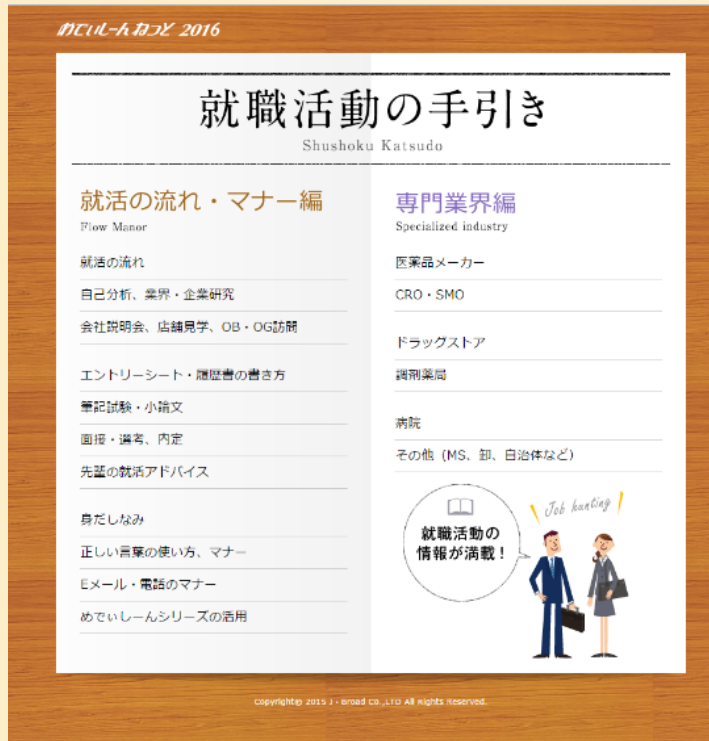 めでぃしーんねっと 2016
就職活動の手引き
Shushoku Katsudo
就活の流れ・マナー編
Flow Manor
就活の流れ
自己分析、業界・企業研究
会社説明会、店舗見学、OB・OG訪問
エントリーシート・履歴書の書き方
筆記試験・小論文
面接・選考、内定
先輩の就活アドバイス
身だしなみ
正しい言葉の使い方、マナー
Eメール・電話のマナー
めでぃしーんシリーズの活用
専門業界編
Specialized industry
医薬品メーカー
CRO・SMO
ドラッグストア
調剤薬局
病院
その他（MS、卸、自治体など）
就職活動の
情報が満載！
Job hunting
Copyright© 2015 J - Broad Co.,LTD All Rights Reserved.